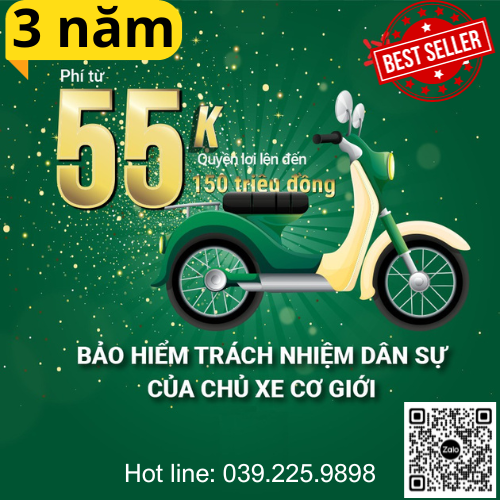 3 năm
BEST SELLER
Phí từ
55K
Quyền lợi lên đến
150 triệu đồng
BẢO HIỂM TRÁCH NHIỆM DÂN SỰ
CỦA CHỦ XE CƠ GIỚI
Zalo
Hot line: 039.225.9898